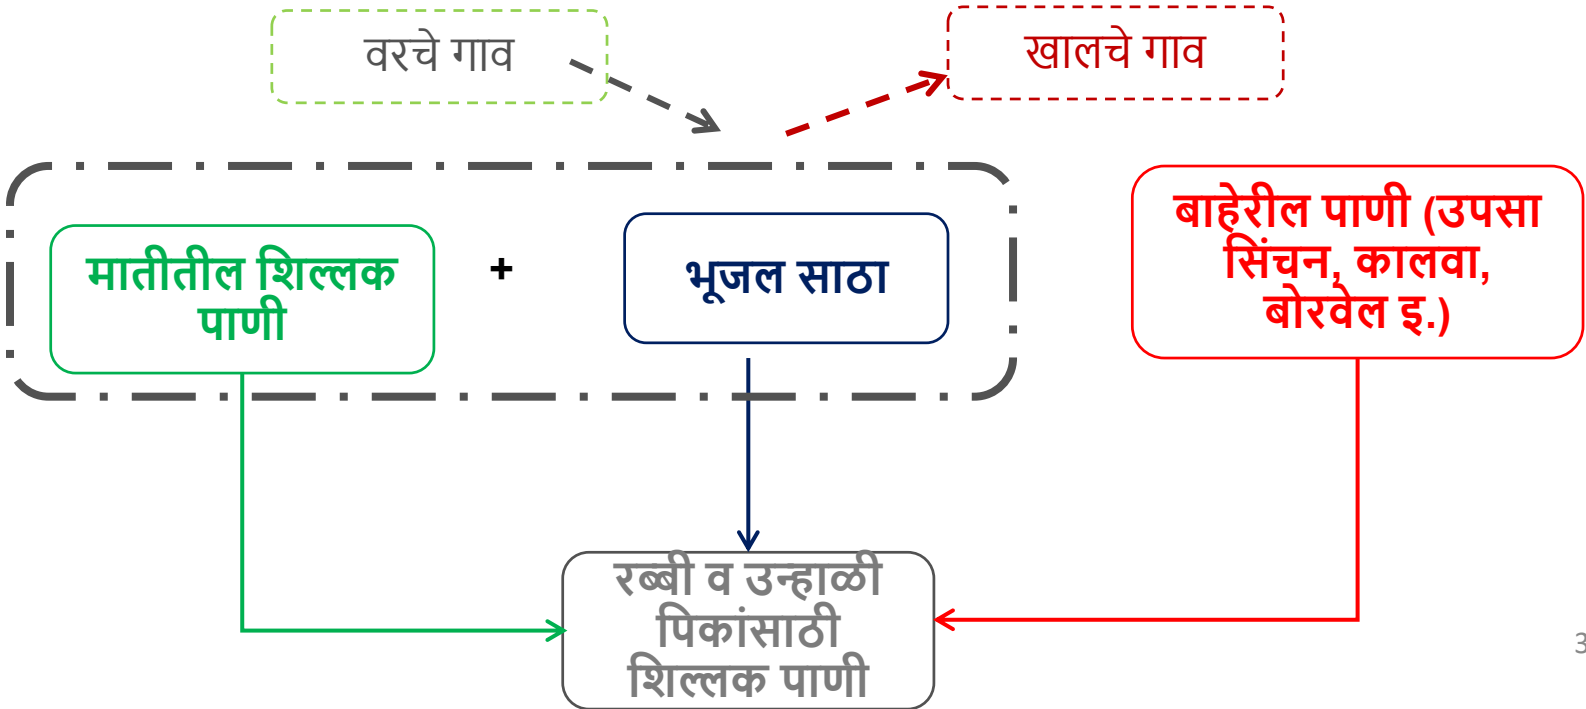 वरचे गाव
खालचे गाव
मातीतील शिल्लक
पाणी
+
भूजल साठा
बाहेरील पाणी (उपसा
सिंचन, कालवा,
बोरवेल इ.)
रब्बी व उन्हाळी
पिकांसाठी
शिल्लक पाणी
3